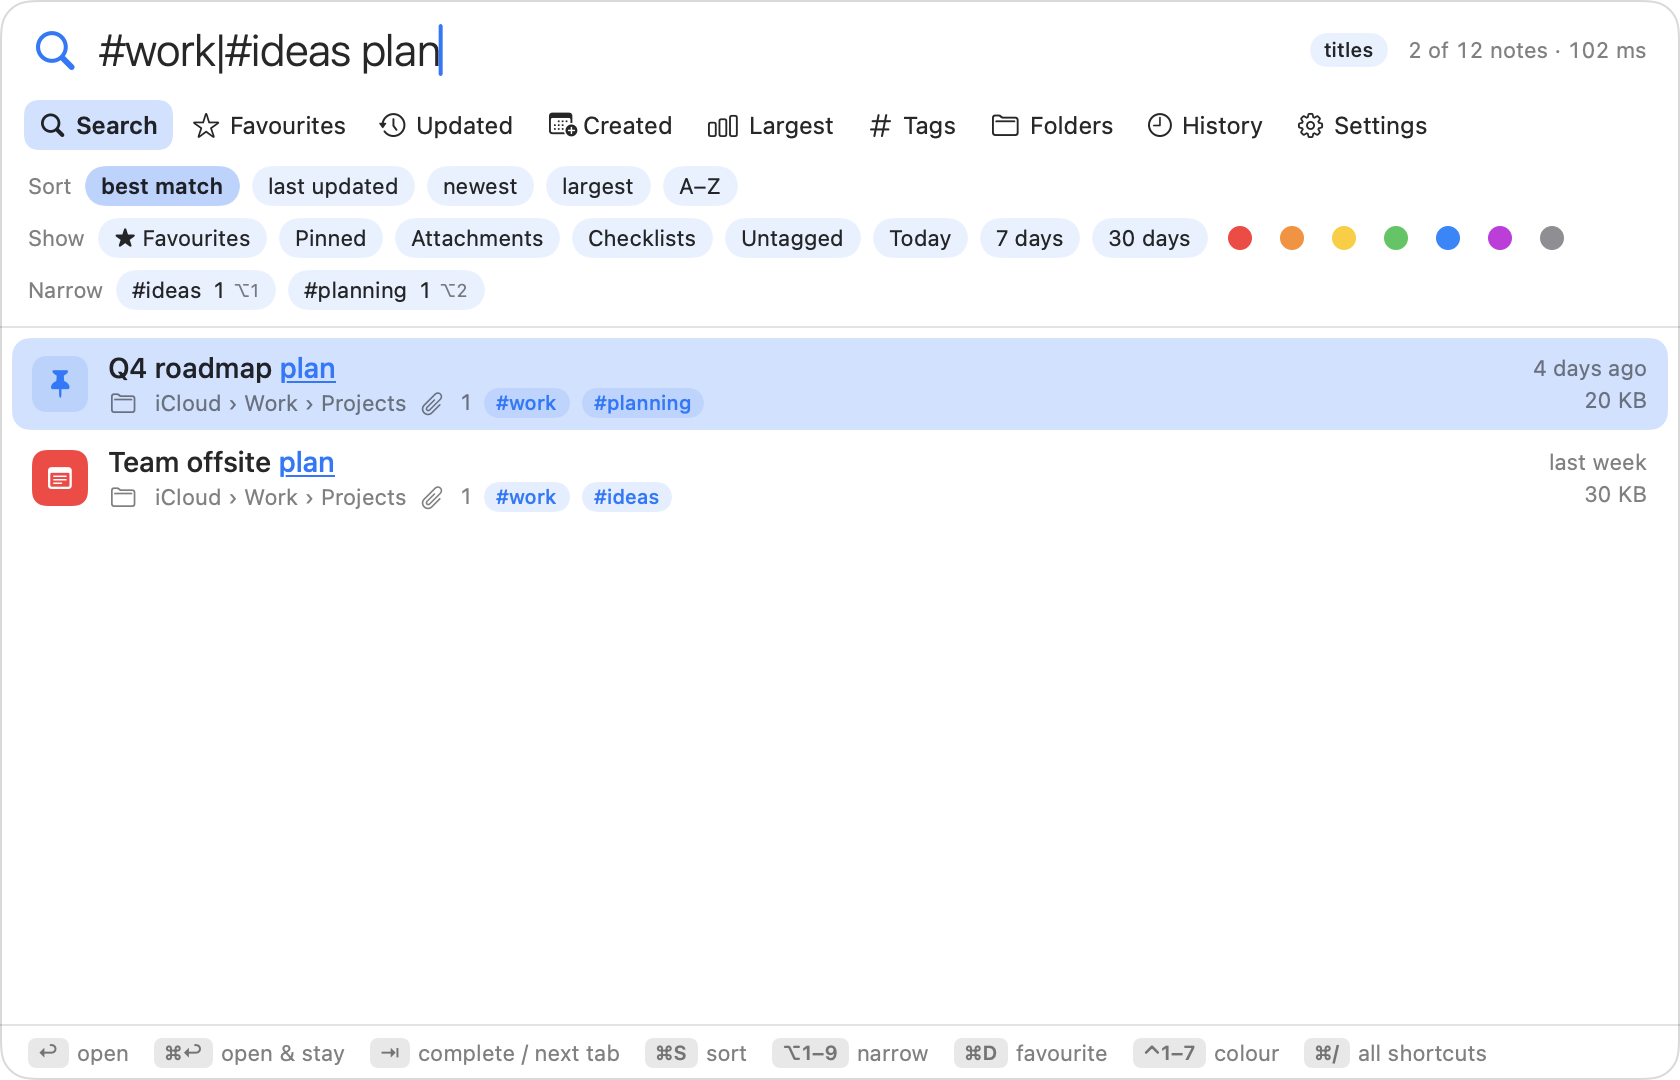 #work|#ideas plan
titles 2 of 12 notes · 102 ms
Search Favourites Updated Created Largest # Tags Folders History Settings
Sort best match last updated newest largest A–Z
Show ★ Favourites Pinned Attachments Checklists Untagged Today 7 days 30 days
Narrow #ideas 1 ⌥1 #planning 1 ⌥2
Q4 roadmap plan 4 days ago
iCloud › Work › Projects 1 #work #planning 20 KB
Team offsite plan last week
iCloud › Work › Projects 1 #work #ideas 30 KB
↩ open ⌘↩ open & stay ⇥ complete / next tab ⌘S sort ⌥1–9 narrow ⌘D favourite ^1–7 colour ⌘/ all shortcuts